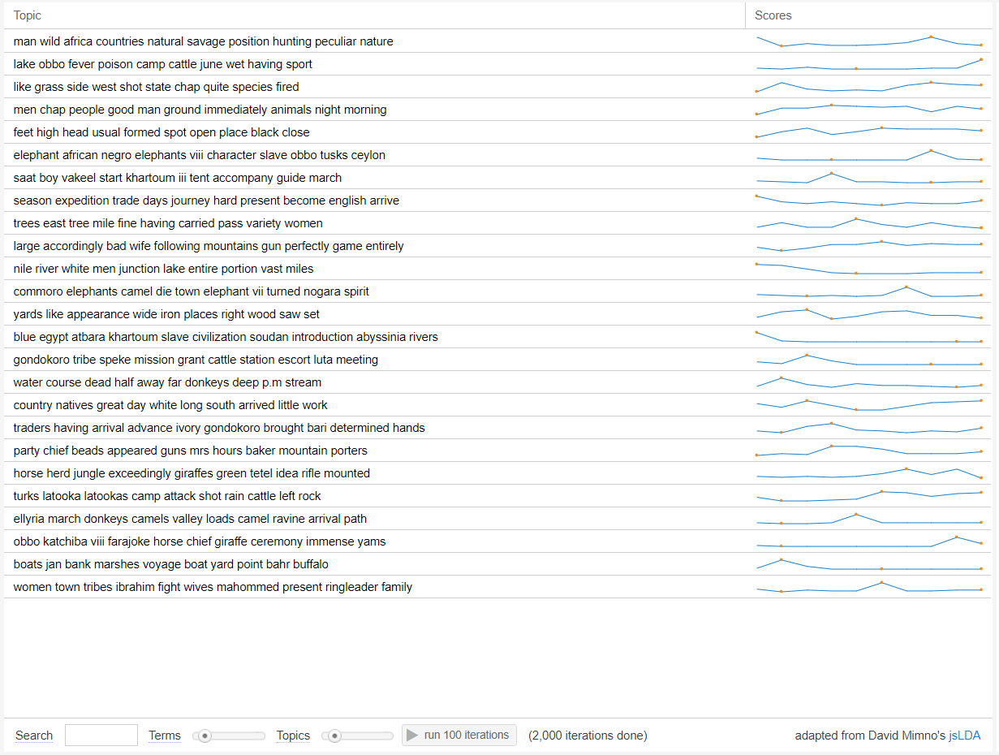 Topic Scores
man wild africa countries natural savage position hunting peculiar nature
lake obbo fever poison camp cattle june wet having sport
like grass side west shot state chap quite species fired
men chap people good man ground immediately animals night morning
feet high head usual formed spot open place black close
elephant african negro elephants viii character slave obbo tusks ceylon
saat boy vakeel start khartoum iii tent accompany guide march
season expedition trade days journey hard present become english arrive
trees east tree mile fine having carried pass variety women
large accordingly bad wife following mountains gun perfectly game entirely
nile river white men junction lake entire portion vast miles
commoro elephants camel die town elephant vii turned nogara spirit
yards like appearance wide iron places right wood saw set
blue egypt atbara khartoum slave civilization soudan introduction abyssinia rivers
gondokoro tribe speke mission grant cattle station escort luta meeting
water course dead half away far donkeys deep p.m stream
country natives great day white long south arrived little work
traders having arrival advance ivory gondokoro brought bari determined hands
party chief beads appeared guns mrs hours baker mountain porters
horse herd jungle exceedingly giraffes green tetel idea rifle mounted
turks latooka latookas camp attack shot rain cattle left rock
ellyria march donkeys camels valley loads camel ravine arrival path
obbo katchiba viii farajoke horse chief giraffe ceremony immense yams
boats jan bank marshes voyage boat yard point bahr buffalo
women town tribes ibrahim fight wives mahommed present ringleader family
Search Terms Topics run 100 iterations (2,000 iterations done) adapted from David Mimno's jsLDA